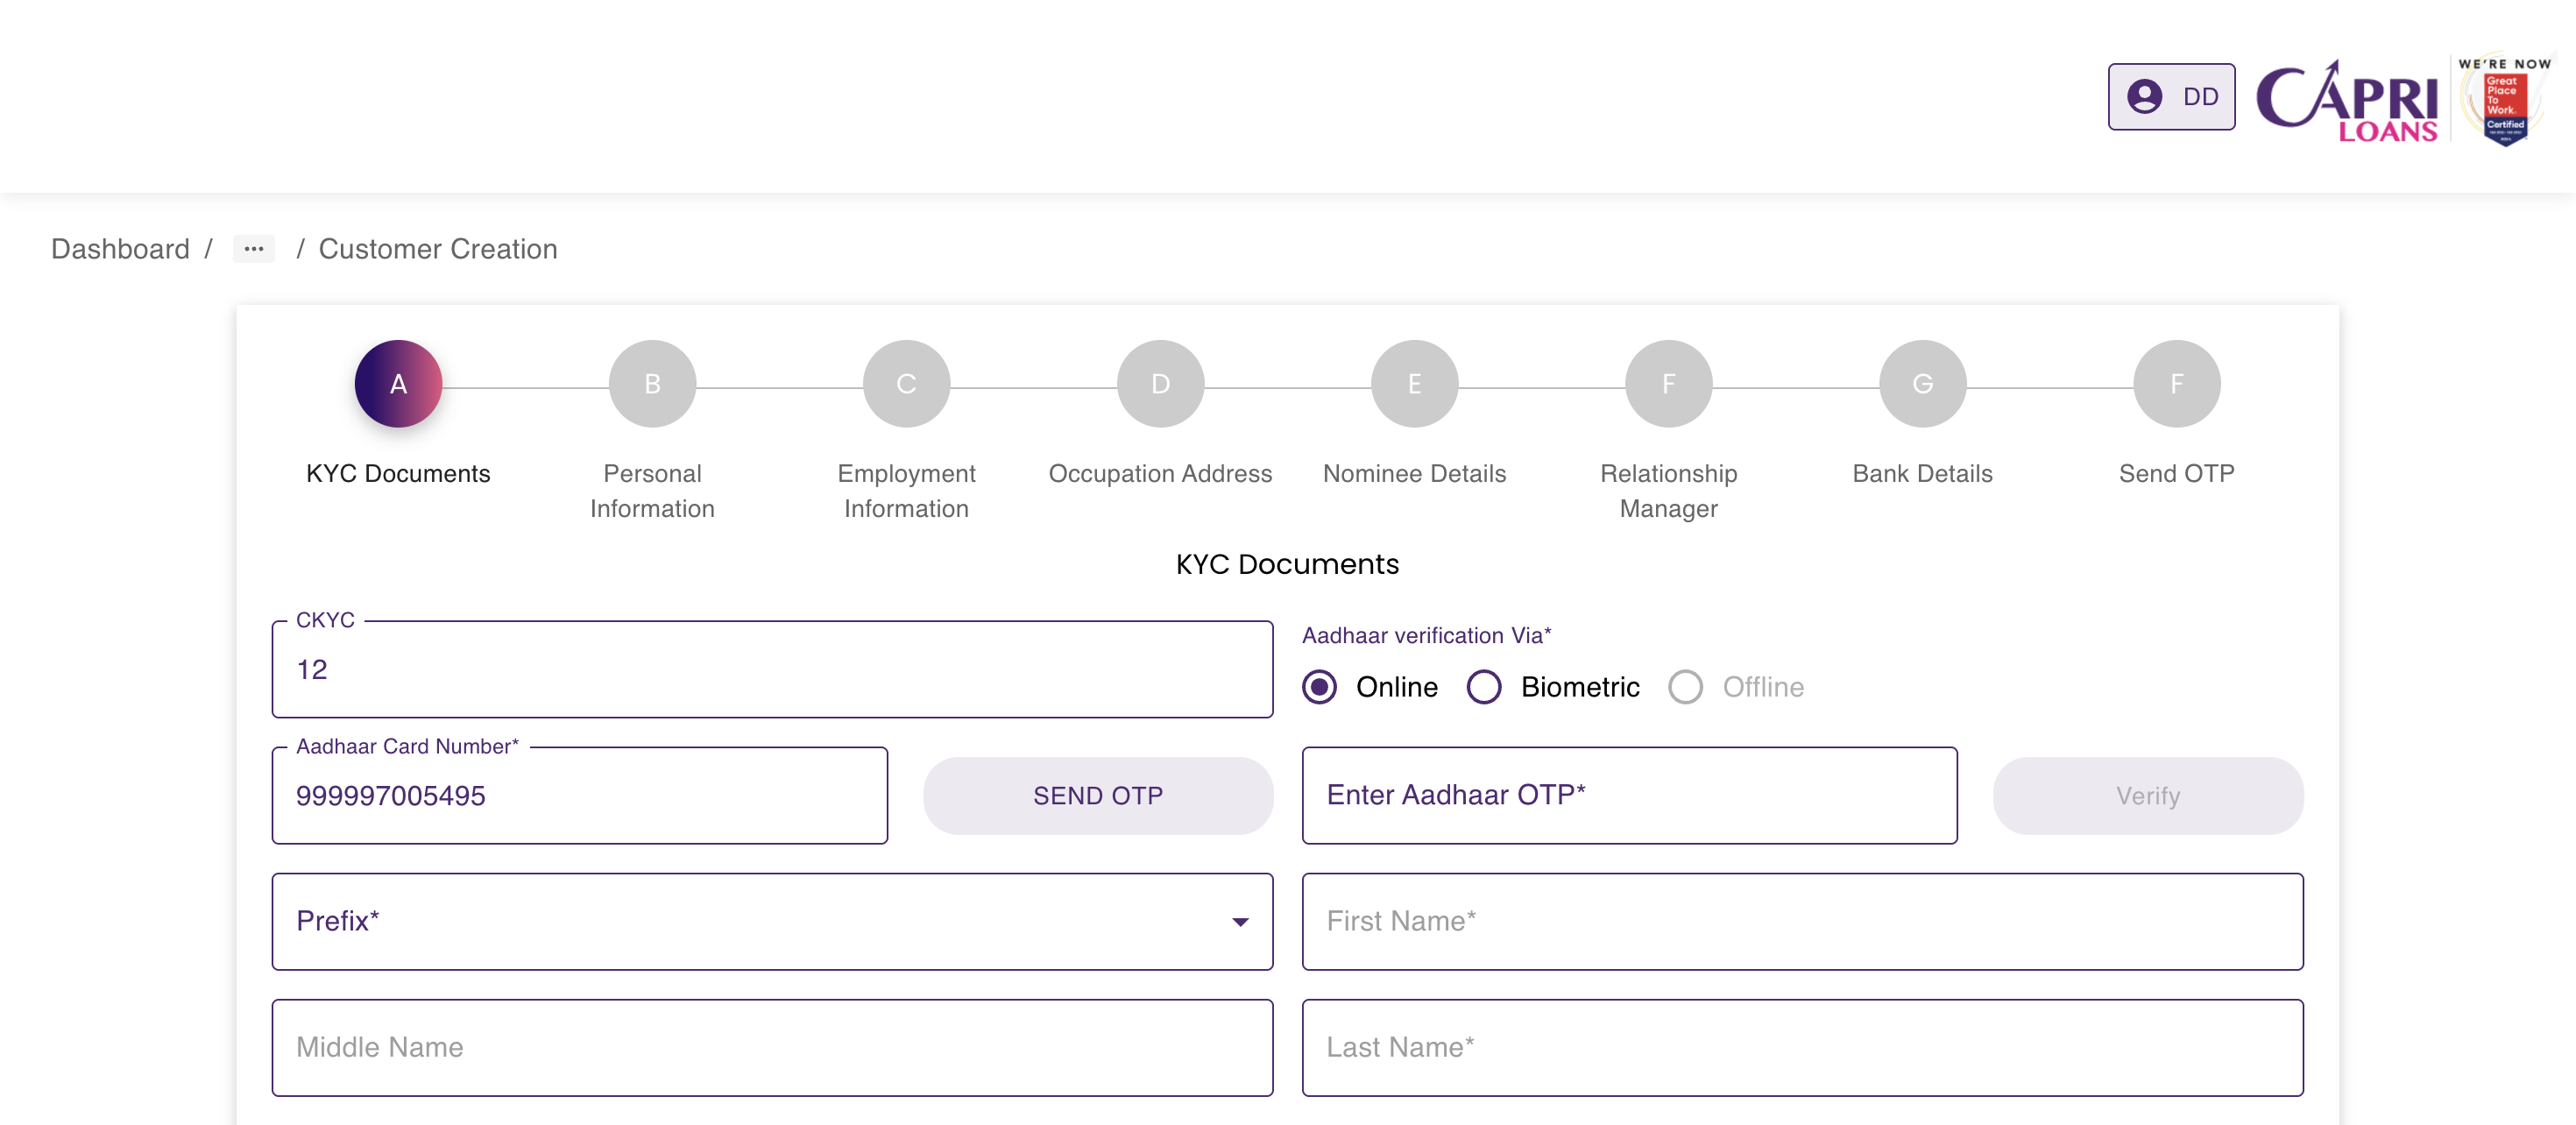 DD
CAPRI
LOANS
WE'RE NOW
Great
Place
To
Work.
Certified
Dashboard / ••• / Customer Creation
A B C D E F G F
KYC Documents
Personal
Information
Employment
Information
Occupation Address
Nominee Details
Relationship
Manager
Bank Details
Send OTP
KYC Documents
CKYC
12
Aadhaar verification Via*
Online Biometric Offline
Aadhaar Card Number*
999997005495
SEND OTP
Enter Aadhaar OTP*
Verify
Prefix*
First Name*
Middle Name
Last Name*